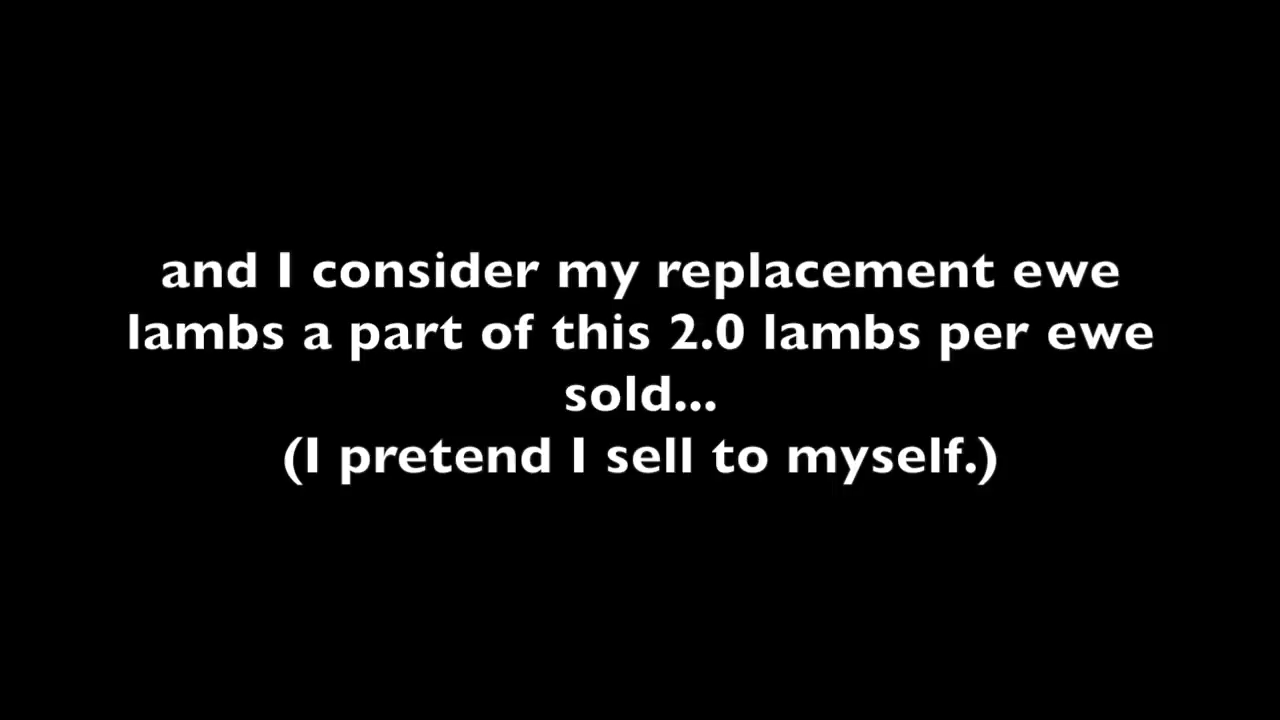 and I consider my replacement ewe
lambs a part of this 2.0 lambs per ewe
sold...
(I pretend I sell to myself.)